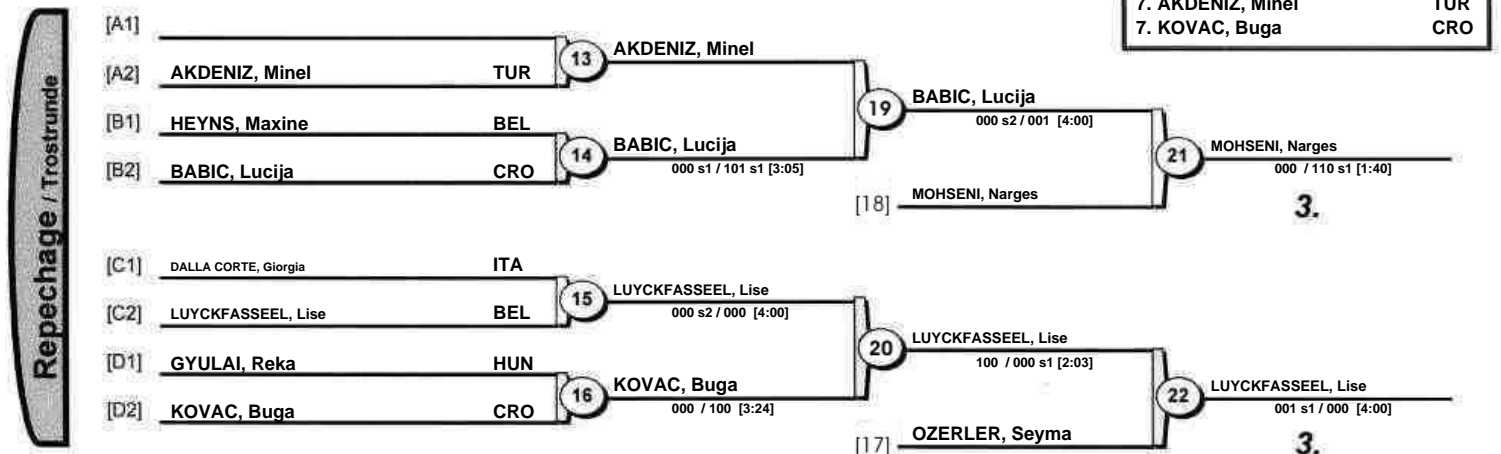 7. AKDENIZ, Minel TUR
7. KOVAC, Buga CRO
Repechage / Trostrunde
[A1]
[A2] AKDENIZ, Minel TUR
13 AKDENIZ, Minel
[B1] HEYNS, Maxine BEL
[B2] BABIC, Lucija CRO
14 BABIC, Lucija
000 s1 / 101 s1 [3:05]
19 BABIC, Lucija
000 s2 / 001 [4:00]
[18] MOHSENI, Narges
21 MOHSENI, Narges
000 / 110 s1 [1:40]
3.
[C1] DALLA CORTE, Giorgia ITA
[C2] LUYCKFASSEEL, Lise BEL
15 LUYCKFASSEEL, Lise
000 s2 / 000 [4:00]
[D1] GYULAI, Reka HUN
[D2] KOVAC, Buga CRO
16 KOVAC, Buga
000 / 100 [3:24]
20 LUYCKFASSEEL, Lise
100 / 000 s1 [2:03]
[17] OZERLER, Seyma
22 LUYCKFASSEEL, Lise
001 s1 / 000 [4:00]
3.